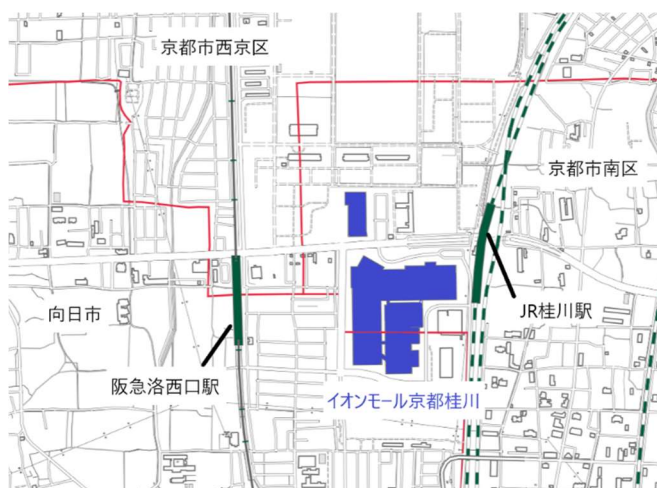 京都市西京区
京都市南区
向日市
JR桂川駅
阪急洛西口駅
イオンモール京都桂川